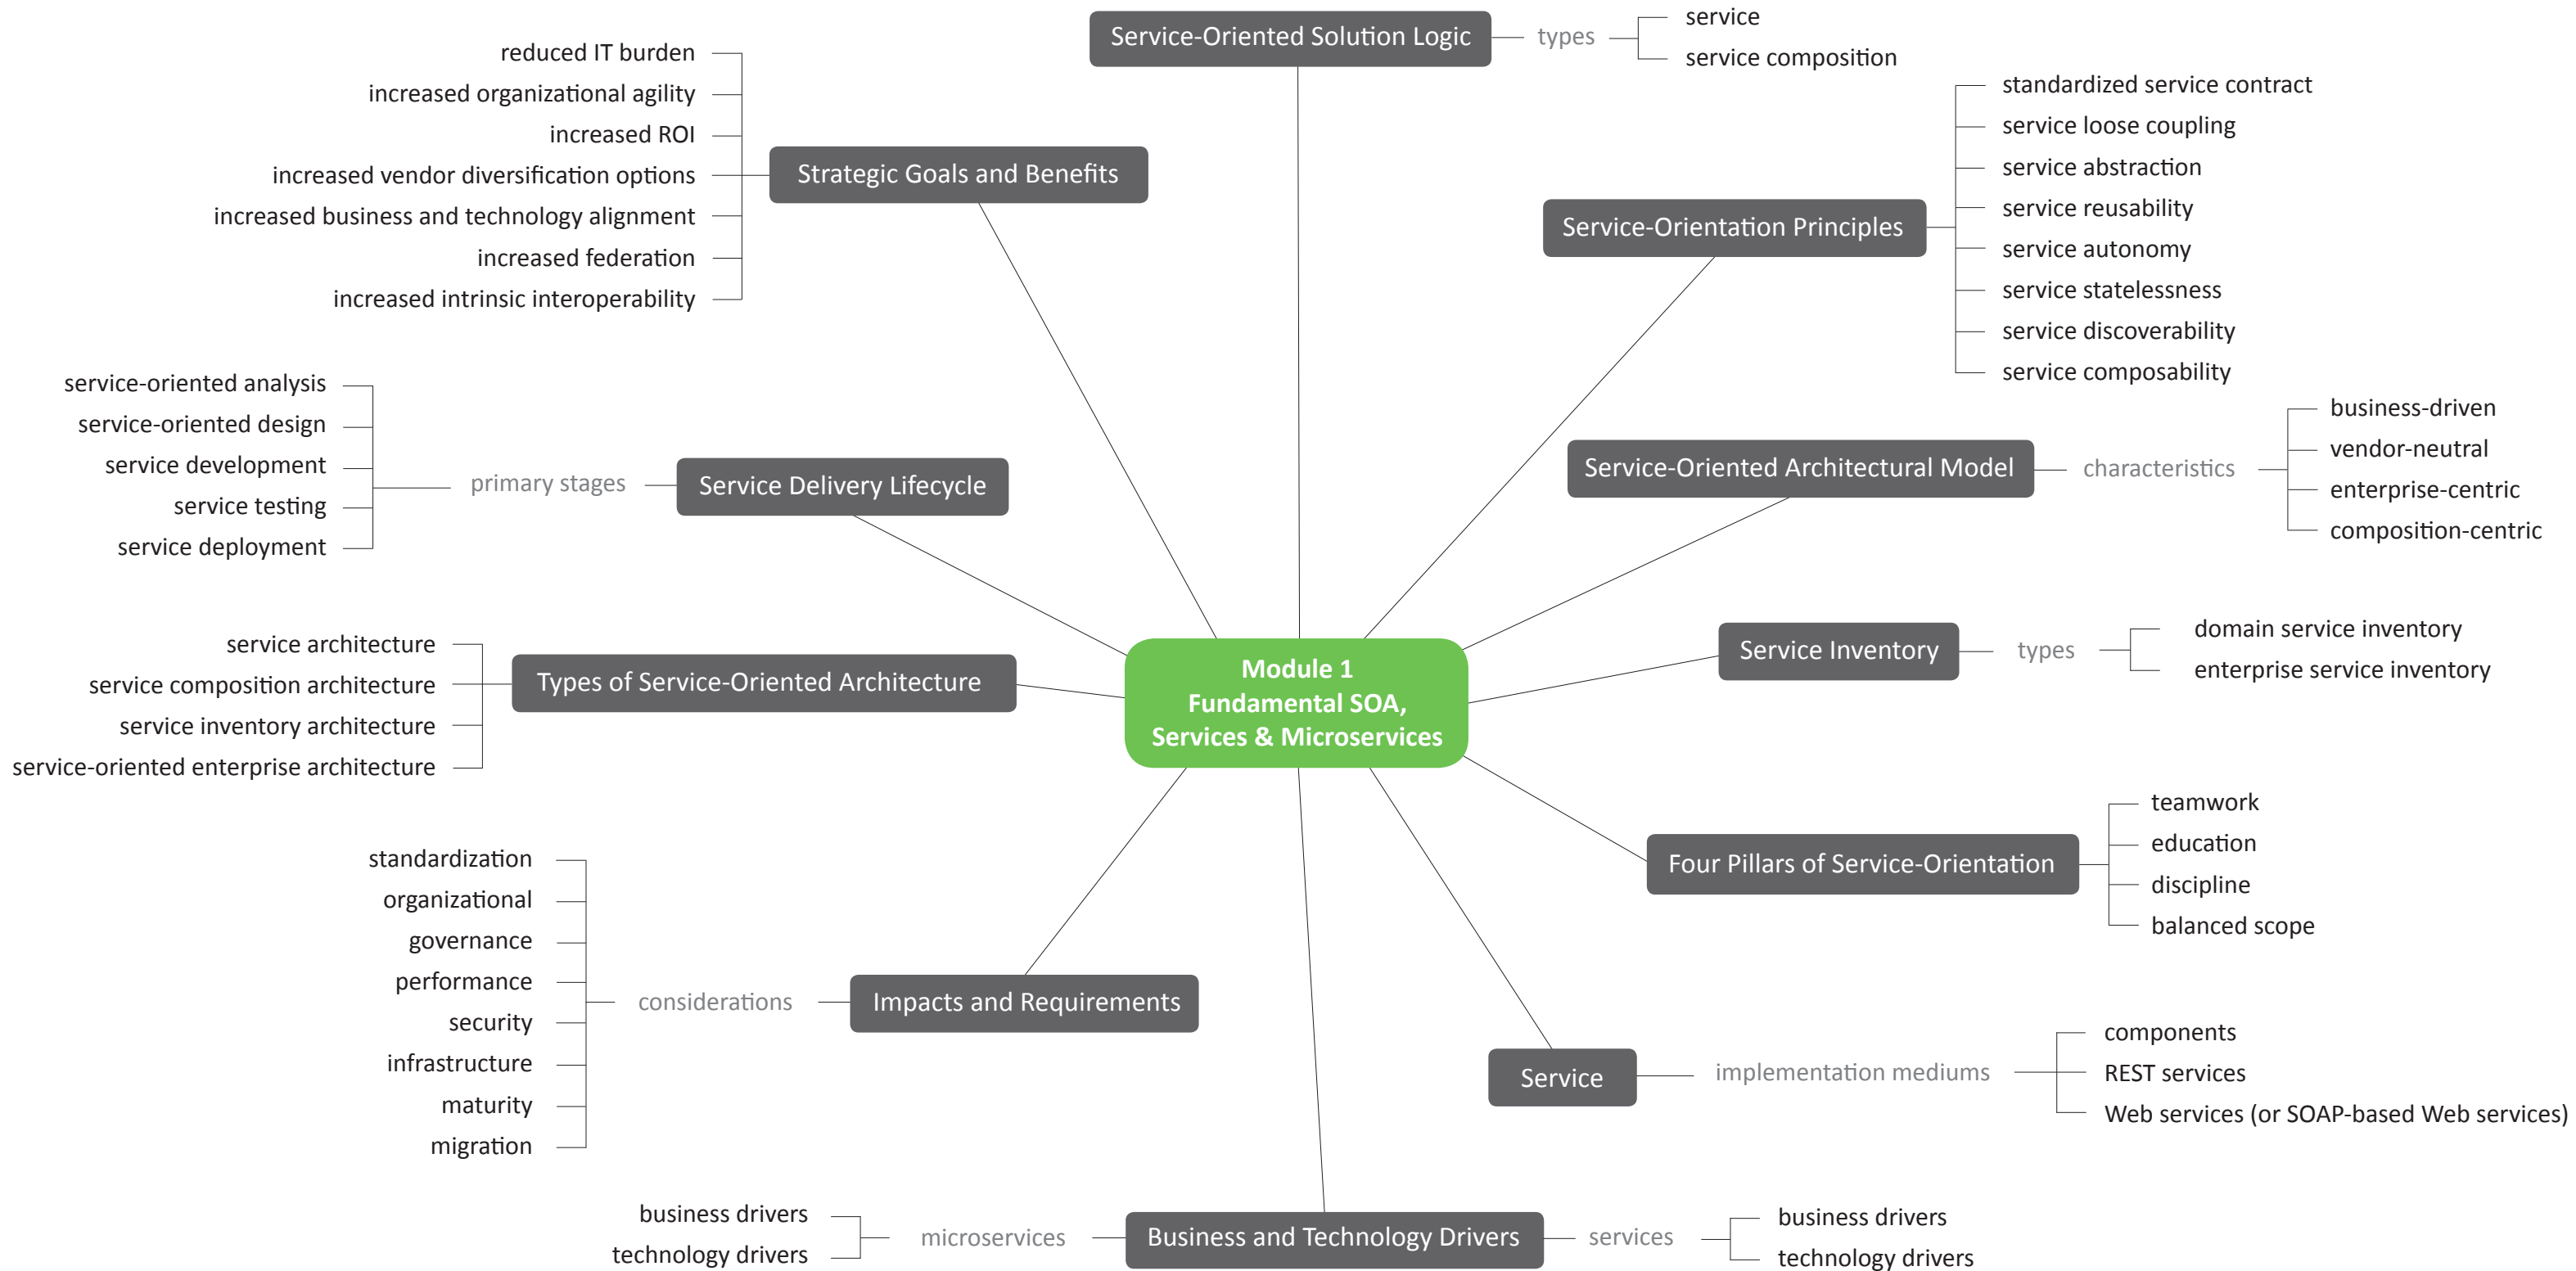 Service-Oriented Solution Logic
types
service
service composition
reduced IT burden
increased organizational agility
increased ROI
increased vendor diversification options
increased business and technology alignment
increased federation
increased intrinsic interoperability
Strategic Goals and Benefits
Service-Orientation Principles
standardized service contract
service loose coupling
service abstraction
service reusability
service autonomy
service statelessness
service discoverability
service composability
service-oriented analysis
service-oriented design
service development
service testing
service deployment
primary stages
Service Delivery Lifecycle
Service-Oriented Architectural Model
characteristics
business-driven
vendor-neutral
enterprise-centric
composition-centric
service architecture
service composition architecture
service inventory architecture
service-oriented enterprise architecture
Types of Service-Oriented Architecture
Module 1
Fundamental SOA,
Services & Microservices
Service Inventory
types
domain service inventory
enterprise service inventory
Four Pillars of Service-Orientation
teamwork
education
discipline
balanced scope
standardization
organizational
governance
performance
security
infrastructure
maturity
migration
considerations
Impacts and Requirements
Service
implementation mediums
components
REST services
Web services (or SOAP-based Web services)
business drivers
technology drivers
microservices
Business and Technology Drivers
services
business drivers
technology drivers